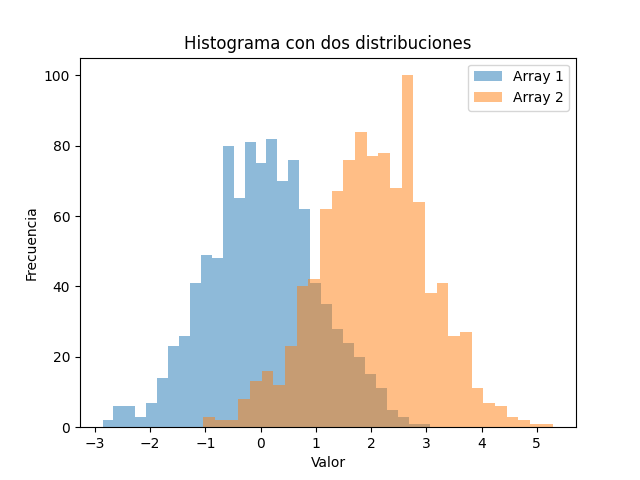 Histograma con dos distribuciones
Array 1
Array 2
Frecuencia
100
80
60
40
20
0
−3 −2 −1 0 1 2 3 4 5
Valor